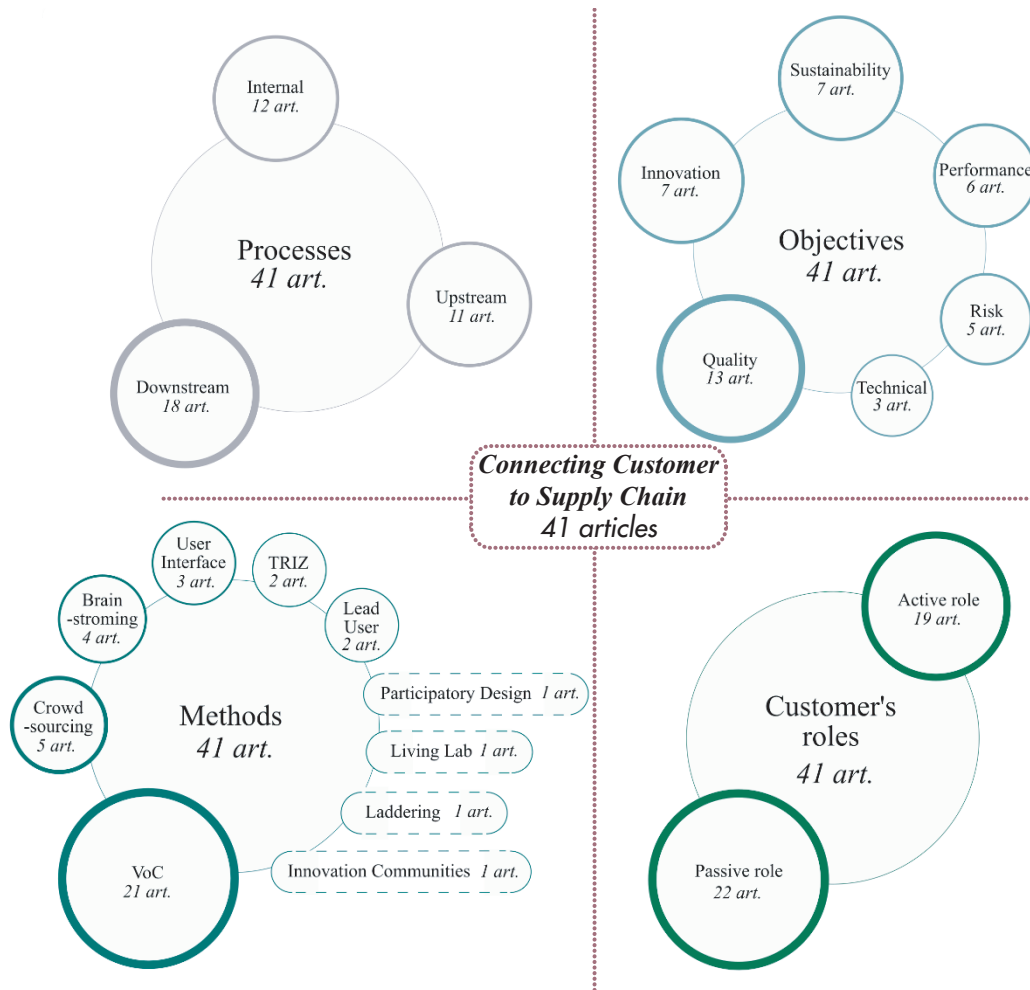 Internal
12 art.
Processes
41 art.
Upstream
11 art.
Downstream
18 art.
Sustainability
7 art.
Innovation
7 art.
Performance
6 art.
Objectives
41 art.
Risk
5 art.
Quality
13 art.
Technical
3 art.
Connecting Customer
to Supply Chain
41 articles
User
Interface
3 art.
TRIZ
2 art.
Brain
-stroming
4 art.
Lead
User
2 art.
Crowd
-sourcing
5 art.
Methods
41 art.
Participatory Design 1 art.
Living Lab 1 art.
Laddering 1 art.
Innovation Communities 1 art.
VoC
21 art.
Active role
19 art.
Customer's
roles
41 art.
Passive role
22 art.